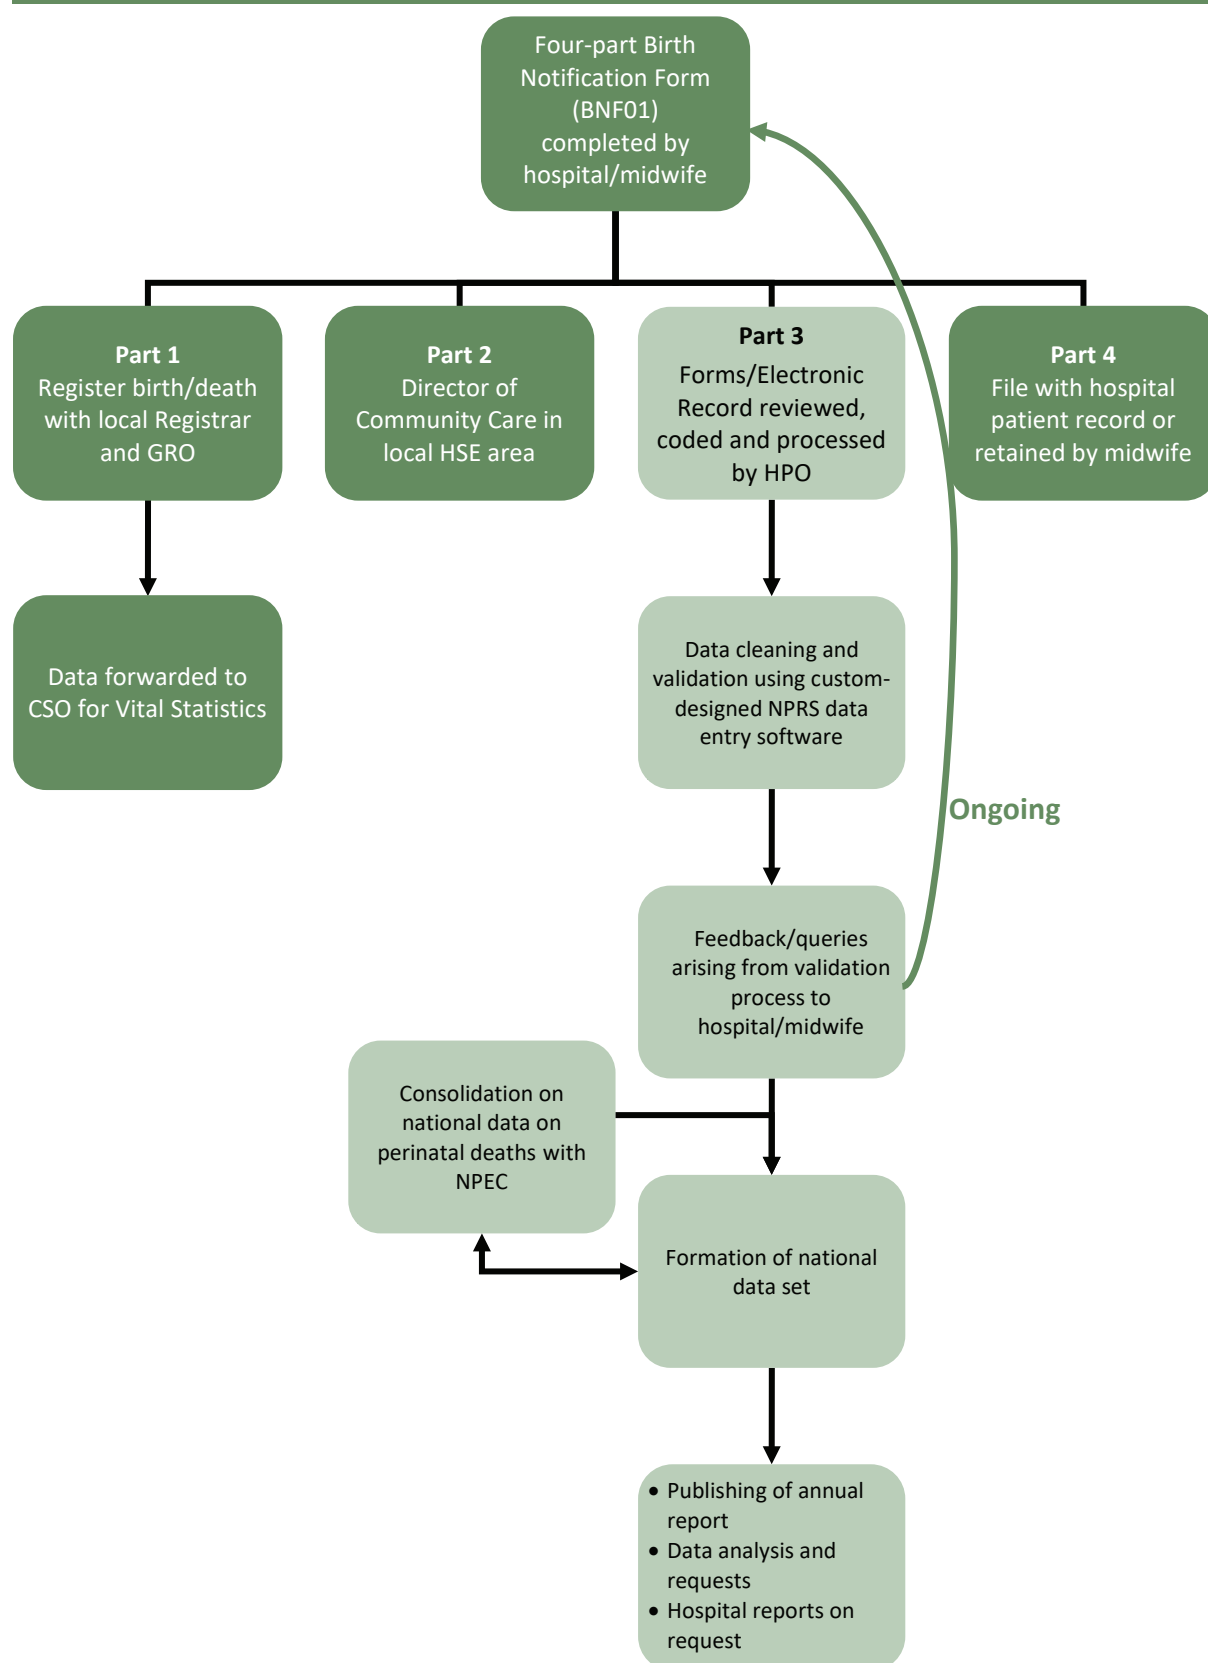 Four-part Birth
Notification Form
(BNF01)
completed by
hospital/midwife
Part 1
Register birth/death
with local Registrar
and GRO
Part 2
Director of
Community Care in
local HSE area
Part 3
Forms/Electronic
Record reviewed,
coded and processed
by HPO
Part 4
File with hospital
patient record or
retained by midwife
Data forwarded to
CSO for Vital Statistics
Data cleaning and
validation using custom-
designed NPRS data
entry software
Ongoing
Feedback/queries
arising from validation
process to
hospital/midwife
Consolidation on
national data on
perinatal deaths with
NPEC
Formation of national
data set
• Publishing of annual
report
• Data analysis and
requests
• Hospital reports on
request